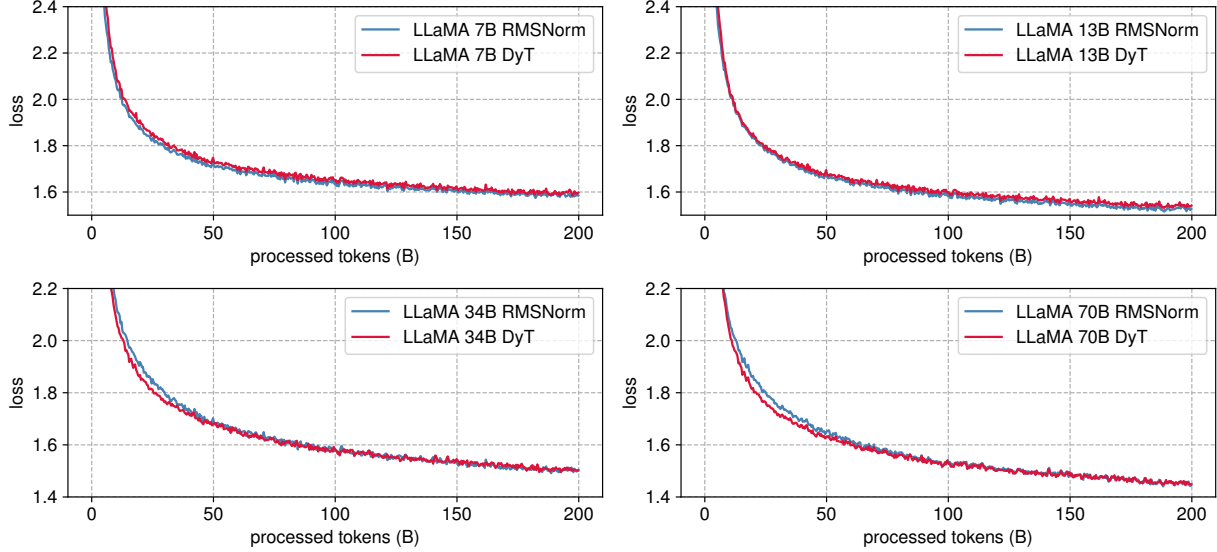 2.4
2.2
2.0
1.8
1.6
loss
0
50
100
150
200
processed tokens (B)
LLaMA 7B RMSNorm
LLaMA 7B DyT
2.4
2.2
2.0
1.8
1.6
loss
0
50
100
150
200
processed tokens (B)
LLaMA 13B RMSNorm
LLaMA 13B DyT
2.2
2.0
1.8
1.6
1.4
loss
0
50
100
150
200
processed tokens (B)
LLaMA 34B RMSNorm
LLaMA 34B DyT
2.2
2.0
1.8
1.6
1.4
loss
0
50
100
150
200
processed tokens (B)
LLaMA 70B RMSNorm
LLaMA 70B DyT